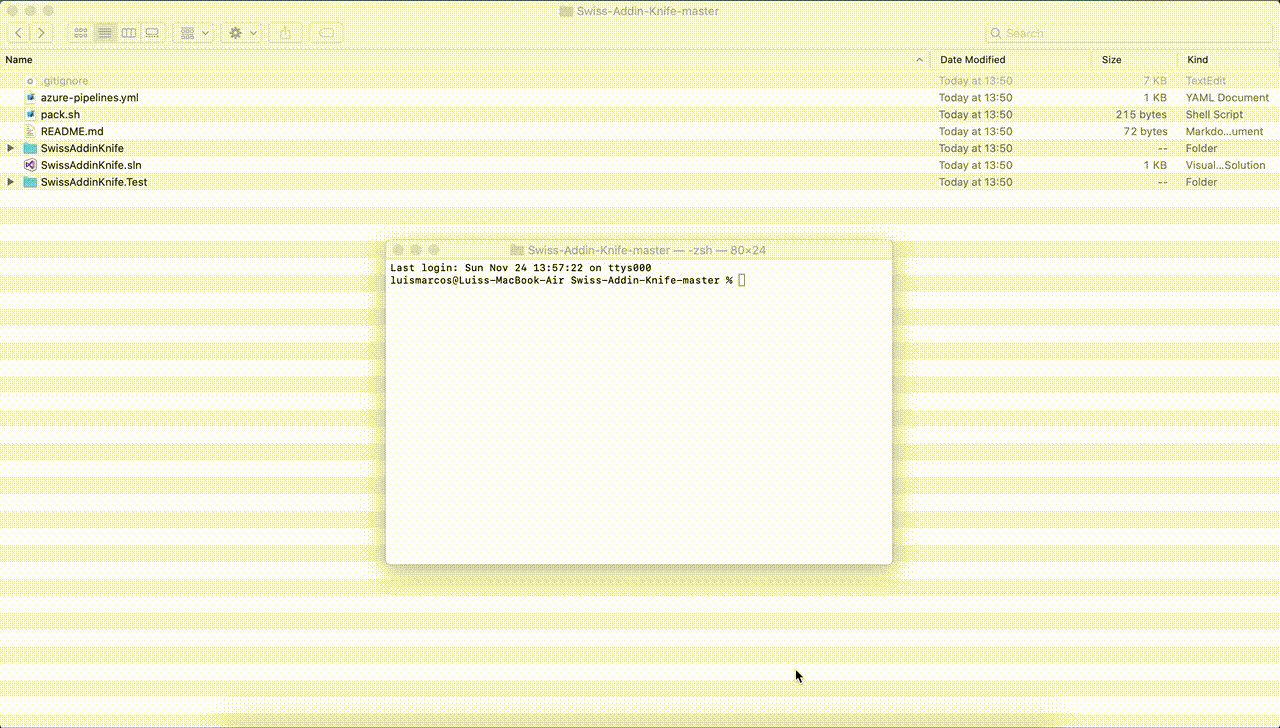 Swiss-Addin-Knife-master
Search
Name Date Modified Size Kind
.gitignore Today at 13:50 7 KB TextEdit
azure-pipelines.yml Today at 13:50 1 KB YAML Document
pack.sh Today at 13:50 215 bytes Shell Script
README.md Today at 13:50 72 bytes Markdo...ument
SwissAddinKnife Today at 13:50 -- Folder
SwissAddinKnife.sln Today at 13:50 1 KB Visual...Solution
SwissAddinKnife.Test Today at 13:50 -- Folder
Swiss-Addin-Knife-master — -zsh — 80×24
Last login: Sun Nov 24 13:57:22 on ttys000
luismarcos@Luiss-MacBook-Air Swiss-Addin-Knife-master %